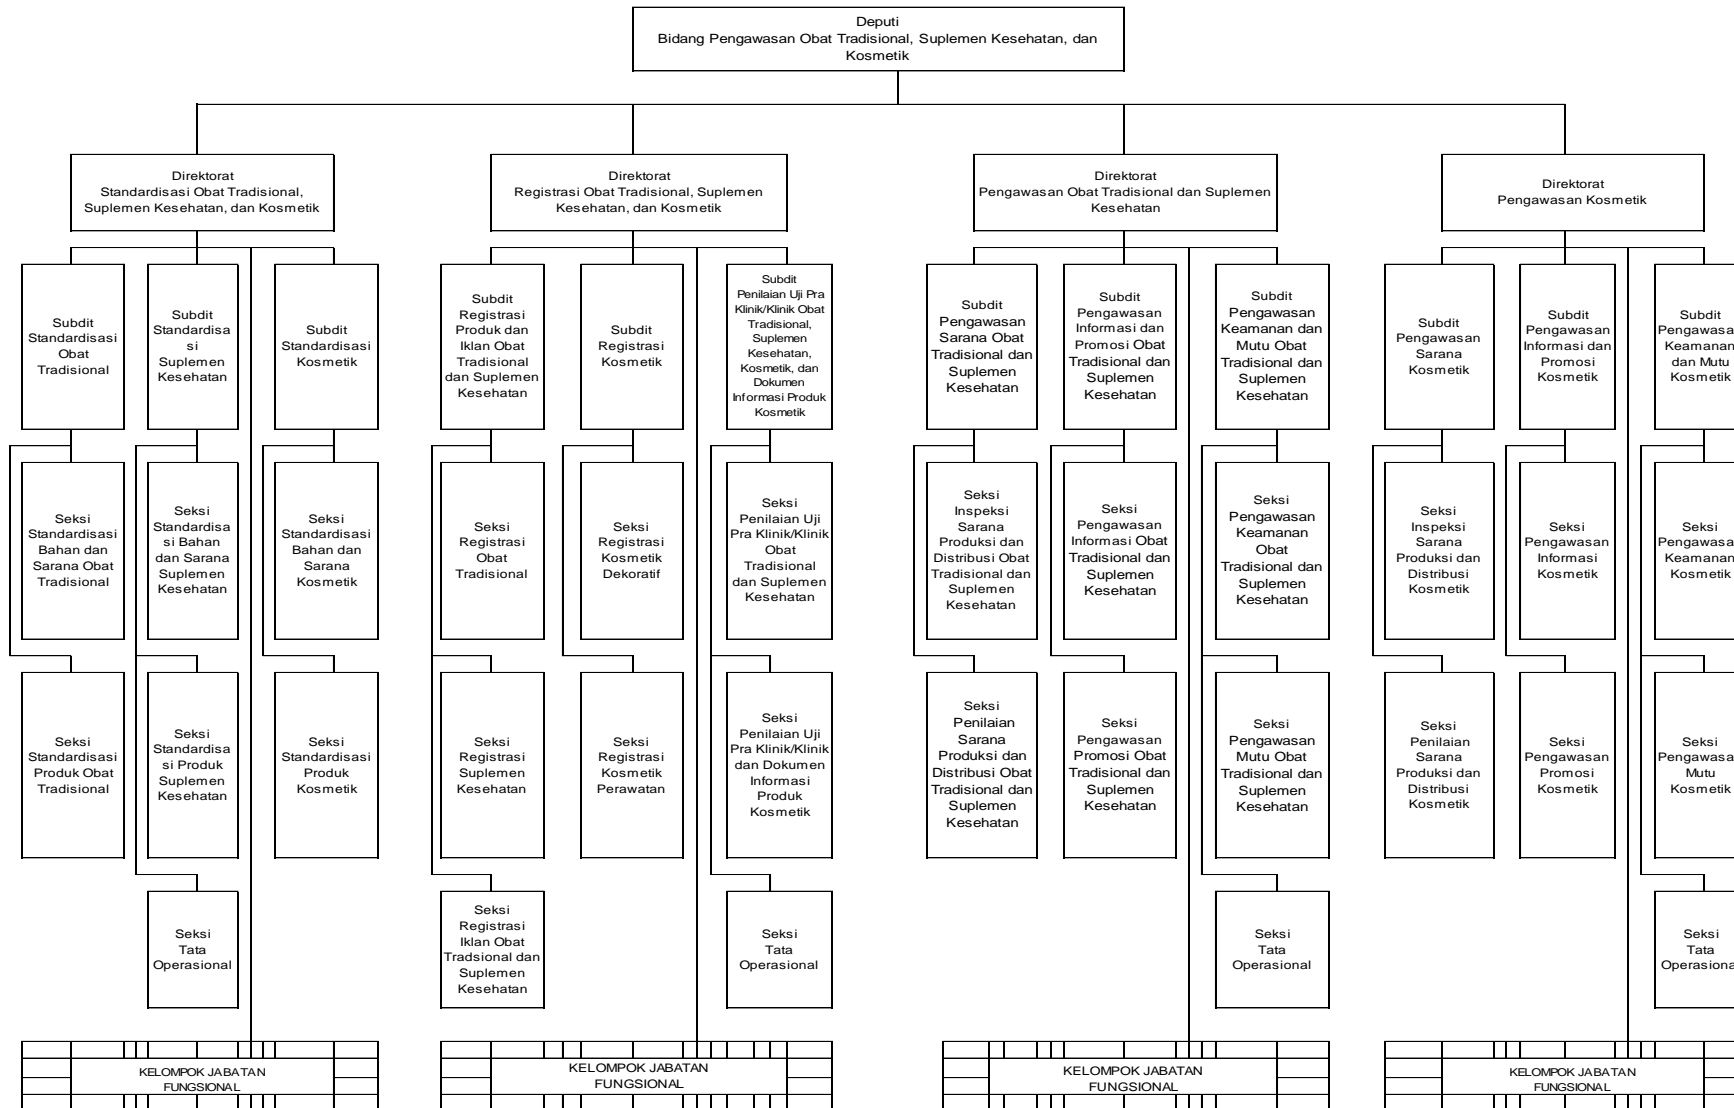 Deputi
Bidang Pengawasan Obat Tradisional, Suplemen Kesehatan, dan
Kosmetik
Direktorat
Standardisasi Obat Tradisional,
Suplemen Kesehatan, dan Kosmetik
Direktorat
Registrasi Obat Tradisional, Suplemen
Kesehatan, dan Kosmetik
Direktorat
Pengawasan Obat Tradisional dan Suplemen
Kesehatan
Direktorat
Pengawasan Kosmetik
Subdit
Standardisasi
Obat
Tradisional
Subdit
Standardisa
si
Suplemen
Kesehatan
Subdit
Standardisasi
Kosmetik
Subdit
Registrasi
Produk dan
Iklan Obat
Tradisional
dan Suplemen
Kesehatan
Subdit
Registrasi
Kosmetik
Subdit
Penilaian Uji Pra
Klinik/Klinik Obat
Tradisional,
Suplemen
Kesehatan,
Kosmetik, dan
Dokumen
Informasi Produk
Kosmetik
Subdit
Pengawasan
Sarana Obat
Tradisional dan
Suplemen
Kesehatan
Subdit
Pengawasan
Informasi dan
Promosi Obat
Tradisional dan
Suplemen
Kesehatan
Subdit
Pengawasan
Keamanan dan
Mutu Obat
Tradisional dan
Suplemen
Kesehatan
Subdit
Pengawasan
Sarana
Kosmetik
Subdit
Pengawasan
Informasi dan
Promosi
Kosmetik
Subdit
Pengawasa
Keamanan
dan Mutu
Kosmetik
Seksi
Standardisasi
Bahan dan
Sarana Obat
Tradisional
Seksi
Standardisa
si Bahan
dan Sarana
Suplemen
Kesehatan
Seksi
Standardisasi
Bahan dan
Sarana
Kosmetik
Seksi
Registrasi
Obat
Tradisional
Seksi
Registrasi
Kosmetik
Dekoratif
Seksi
Penilaian Uji
Pra Klinik/Klinik
Obat
Tradisional
dan Suplemen
Kesehatan
Seksi
Inspeksi
Sarana
Produksi dan
Distribusi Obat
Tradisional dan
Suplemen
Kesehatan
Seksi
Pengawasan
Informasi Obat
Tradisional dan
Suplemen
Kesehatan
Seksi
Pengawasan
Keamanan
Obat
Tradisional dan
Suplemen
Kesehatan
Seksi
Inspeksi
Sarana
Produksi dan
Distribusi
Kosmetik
Seksi
Pengawasan
Informasi
Kosmetik
Seksi
Pengawasa
Keamanan
Kosmetik
Seksi
Standardisasi
Produk Obat
Tradisional
Seksi
Standardisa
si Produk
Suplemen
Kesehatan
Seksi
Standardisasi
Produk
Kosmetik
Seksi
Registrasi
Suplemen
Kesehatan
Seksi
Registrasi
Kosmetik
Perawatan
Seksi
Penilaian Uji
Pra Klinik/Klinik
dan Dokumen
Informasi
Produk
Kosmetik
Seksi
Penilaian
Sarana
Produksi dan
Distribusi Obat
Tradisional dan
Suplemen
Kesehatan
Seksi
Pengawasan
Promosi Obat
Tradisional dan
Suplemen
Kesehatan
Seksi
Pengawasan
Mutu Obat
Tradisional dan
Suplemen
Kesehatan
Seksi
Penilaian
Sarana
Produksi dan
Distribusi
Kosmetik
Seksi
Pengawasan
Promosi
Kosmetik
Seksi
Pengawasa
Mutu
Kosmetik
Seksi
Tata
Operasional
Seksi
Registrasi
Iklan Obat
Tradsional dan
Suplemen
Kesehatan
Seksi
Tata
Operasional
Seksi
Tata
Operasional
Seksi
Tata
Operasiona
KELOMPOK JABATAN
FUNGSIONAL
KELOMPOK JABATAN
FUNGSIONAL
KELOMPOK JABATAN
FUNGSIONAL
KELOMPOK JABATAN
FUNGSIONAL